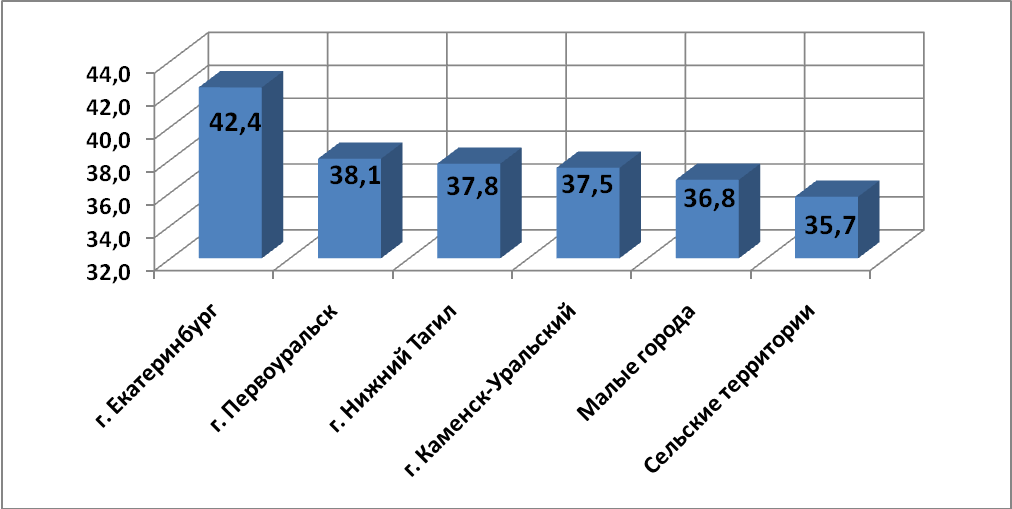 44,0
42,0
40,0
38,0
36,0
34,0
32,0
42,4
38,1
37,8
37,5
36,8
35,7
г. Екатеринбург
г. Первоуральск
г. Нижний Тагил
г. Каменск-Уральский
Малые города
Сельские территории